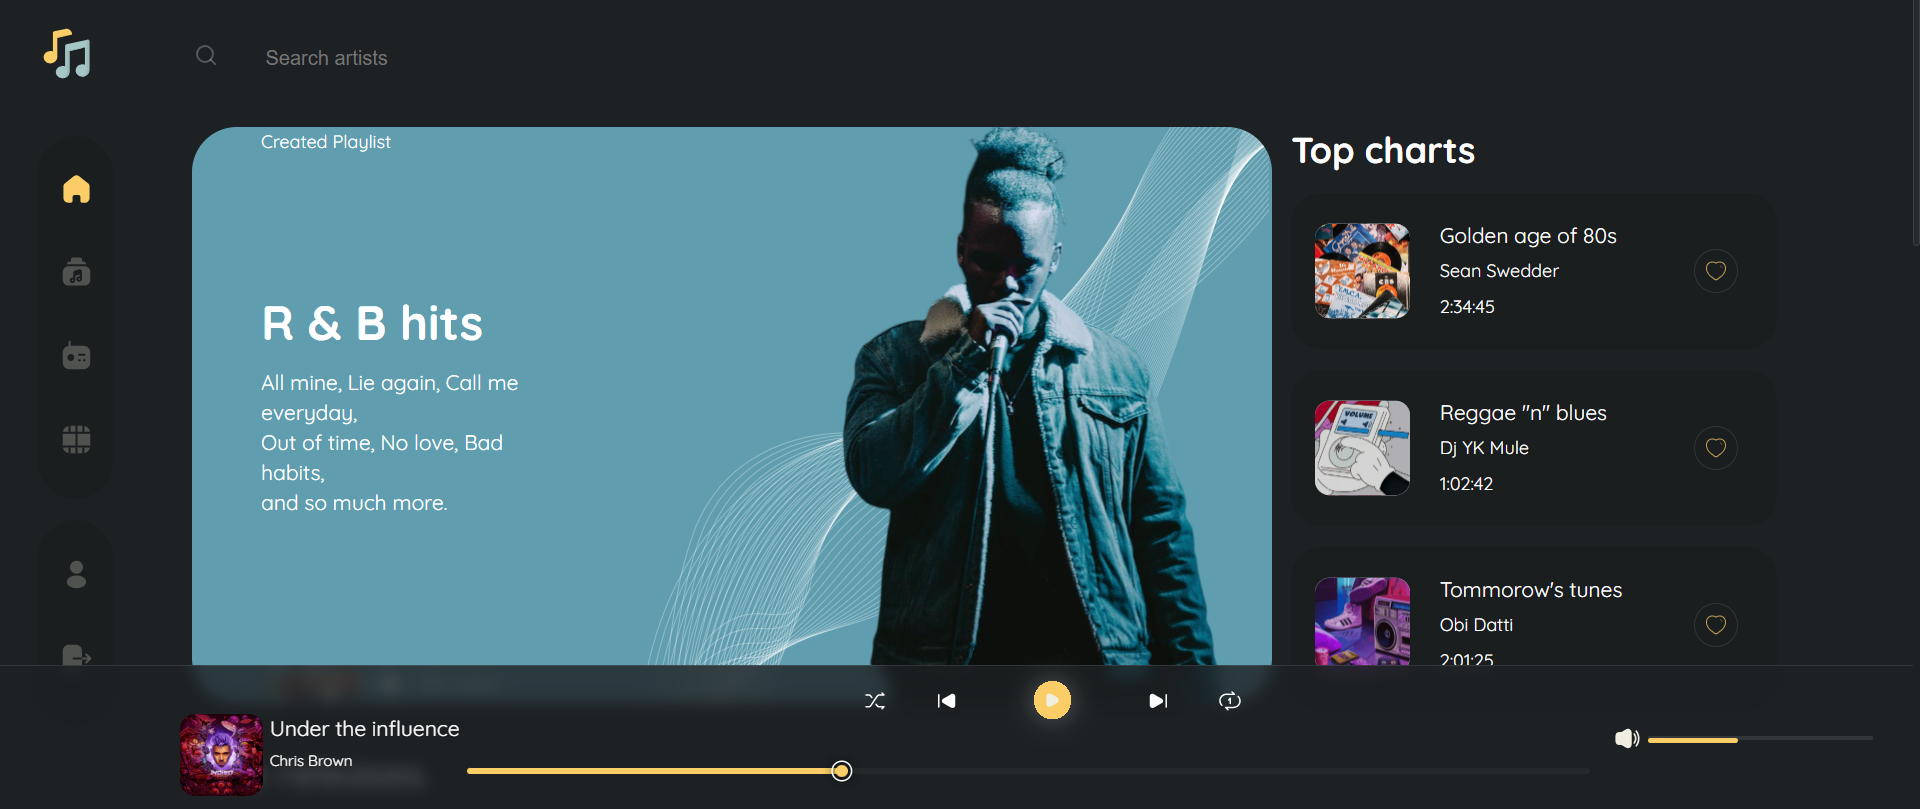 Search artists
Created Playlist
R & B hits
All mine, Lie again, Call me
everyday,
Out of time, No love, Bad
habits,
and so much more.
Top charts
Golden age of 80s
Sean Swedder
2:34:45
Reggae "n" blues
VOLUME
Dj YK Mule
1:02:42
Tommorow's tunes
Obi Datti
2:01:25
Under the influence
Chris Brown
1